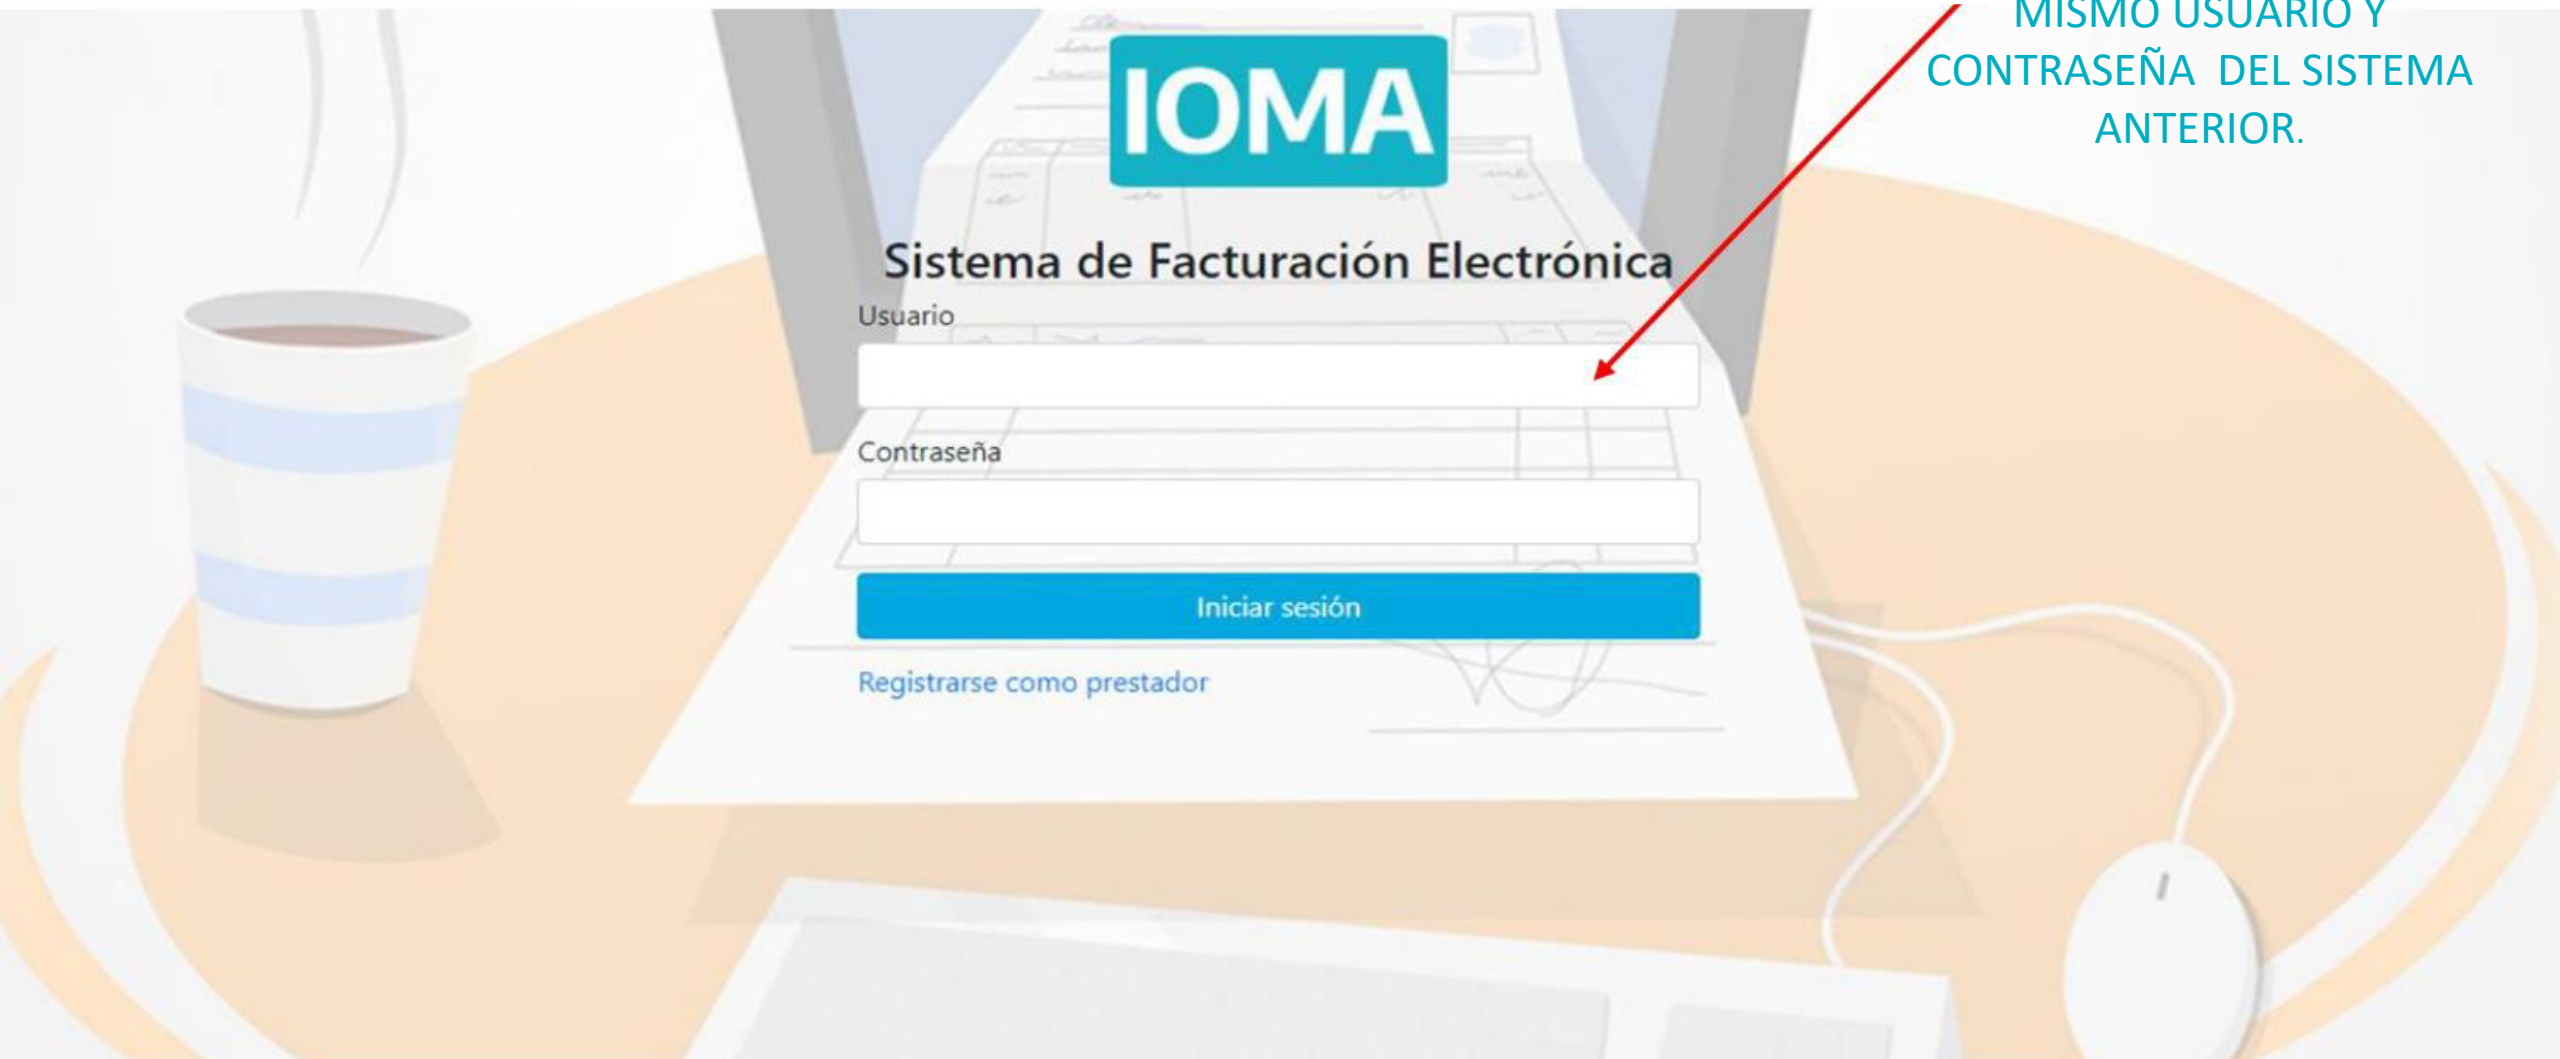 MISMO USUARIO Y
CONTRASEÑA DEL SISTEMA
ANTERIOR.
IOMA
Sistema de Facturación Electrónica
Usuario
Contraseña
Iniciar sesión
Registrarse como prestador